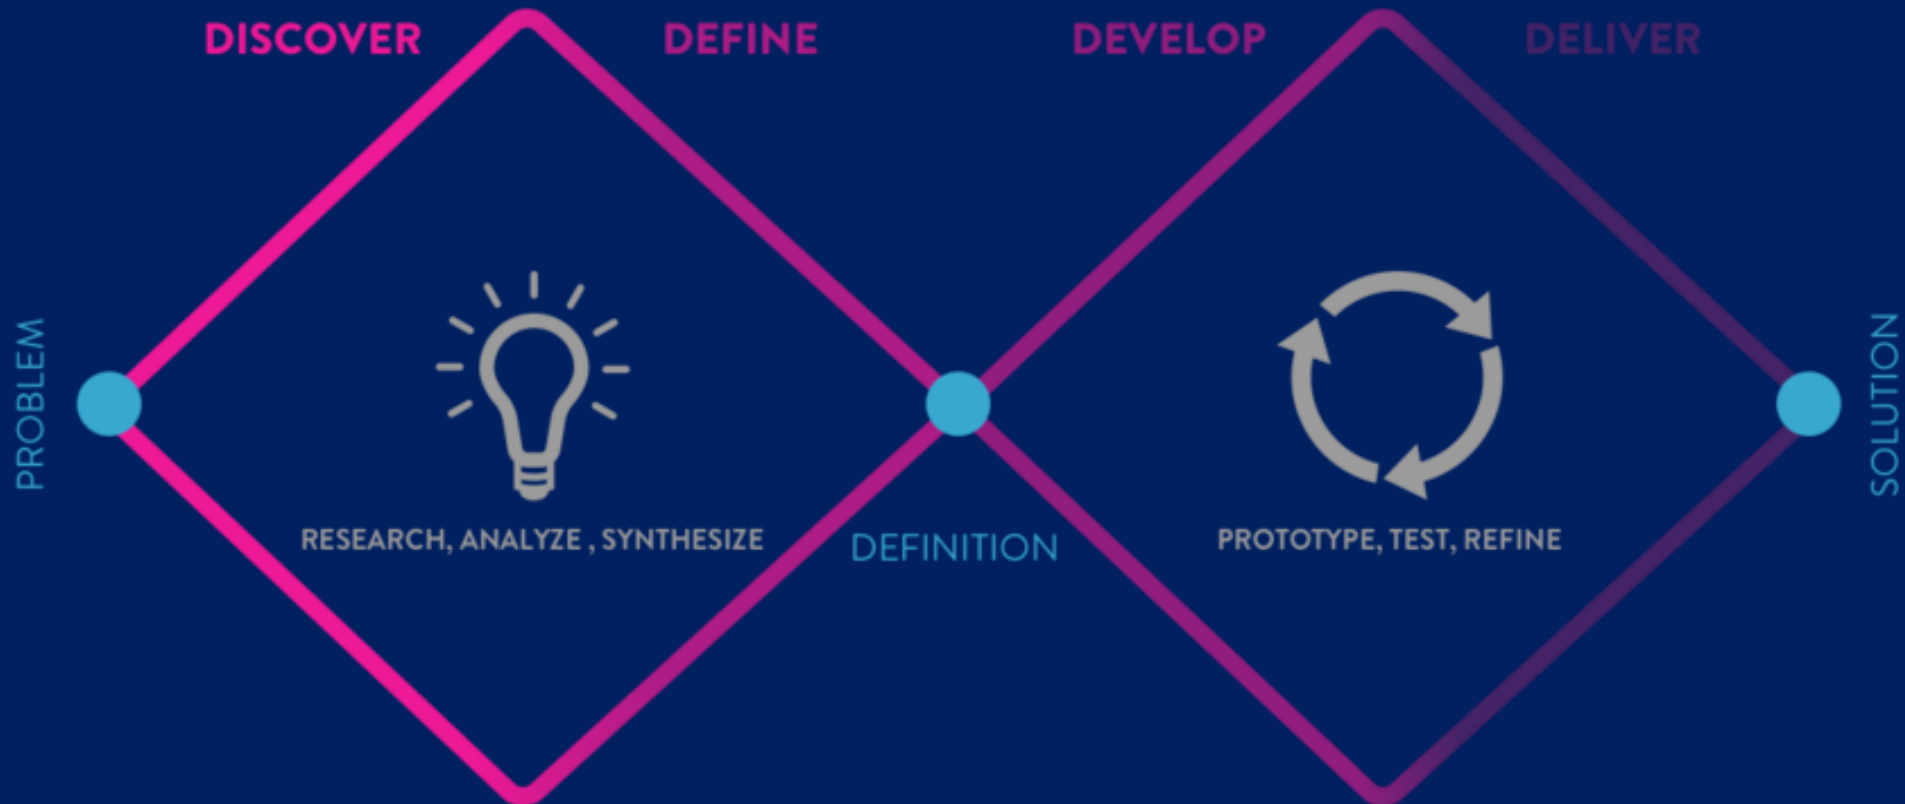 DISCOVER
DEFINE
DEVELOP
DELIVER
PROBLEM
RESEARCH, ANALYZE , SYNTHESIZE
DEFINITION
PROTOTYPE, TEST, REFINE
SOLUTION